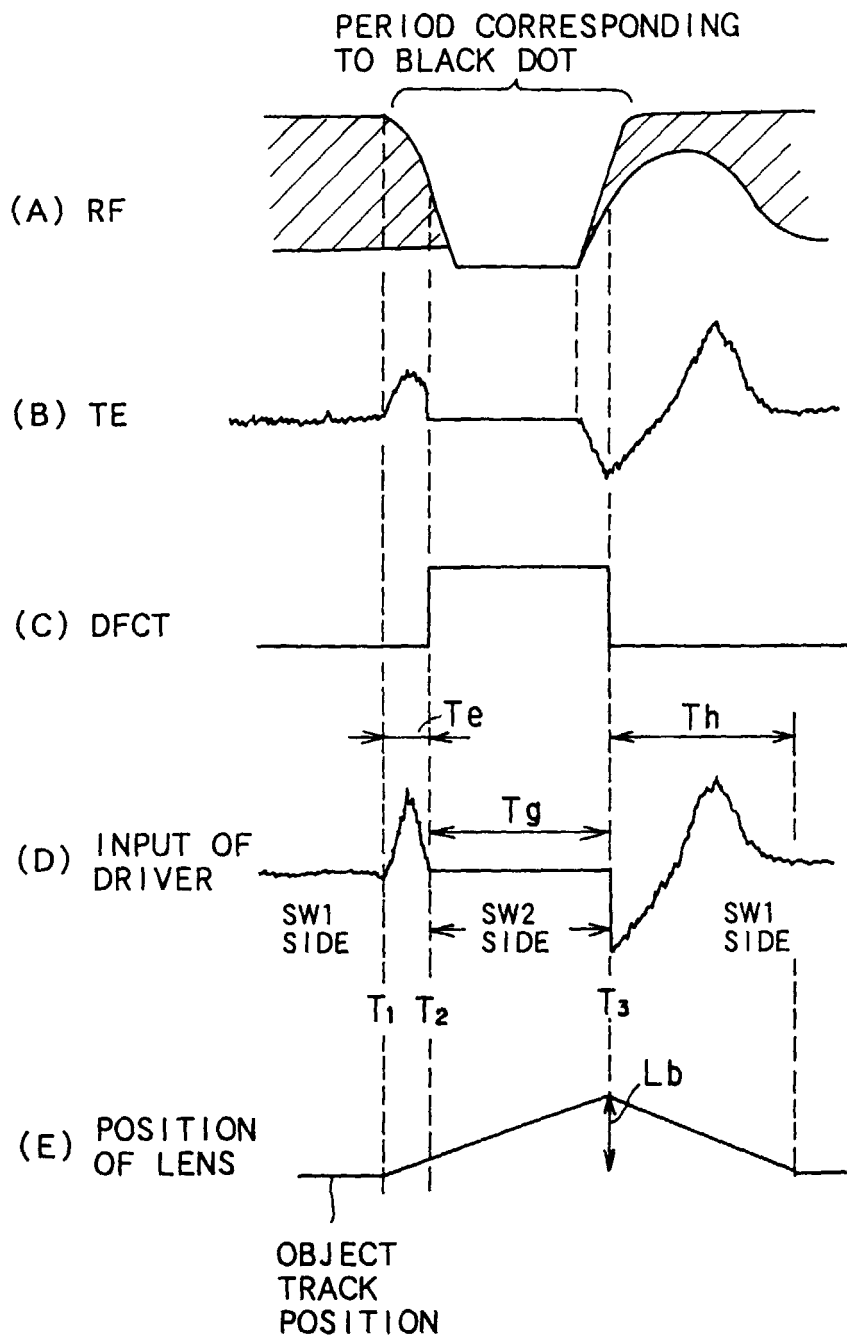 PERIOD CORRESPONDING
TO BLACK DOT
(A) RF
(B) TE
(C) DFCT
Te
Th
Tg
(D) INPUT OF
DRIVER
SW1
SIDE
SW2
SIDE
SW1
SIDE
T1 T2 T3
Lb
(E) POSITION
OF LENS
OBJECT
TRACK
POSITION